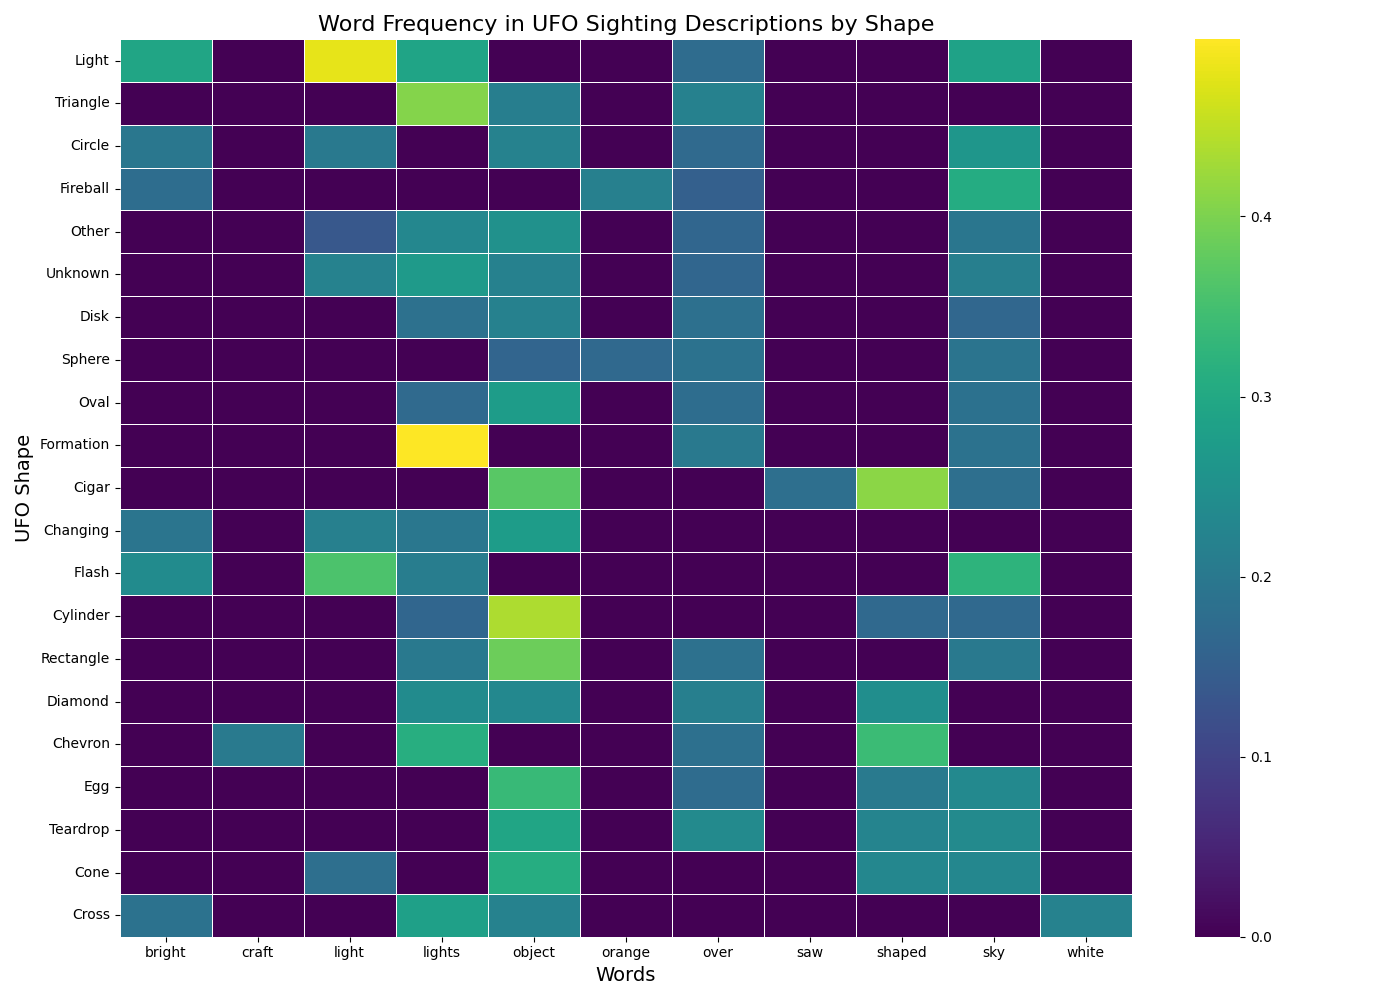 Word Frequency in UFO Sighting Descriptions by Shape
UFO Shape
Light
Triangle
Circle
Fireball
Other
Unknown
Disk
Sphere
Oval
Formation
Cigar
Changing
Flash
Cylinder
Rectangle
Diamond
Chevron
Egg
Teardrop
Cone
Cross
bright craft light lights object orange over saw shaped sky white
Words
0.4
0.3
0.2
0.1
0.0